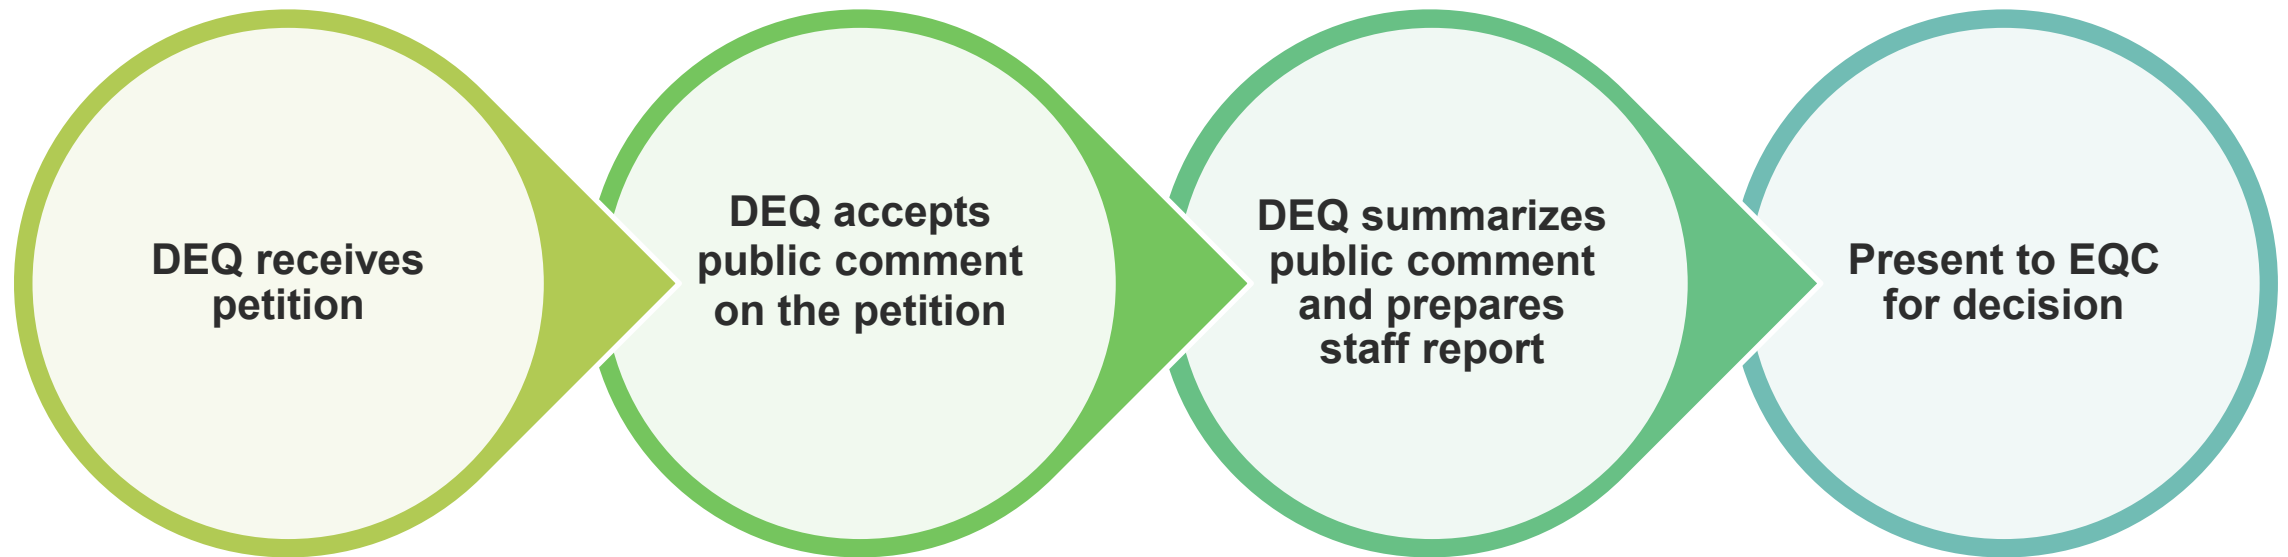 DEQ receives
petition
DEQ accepts
public comment
on the petition
DEQ summarizes
public comment
and prepares
staff report
Present to EQC
for decision